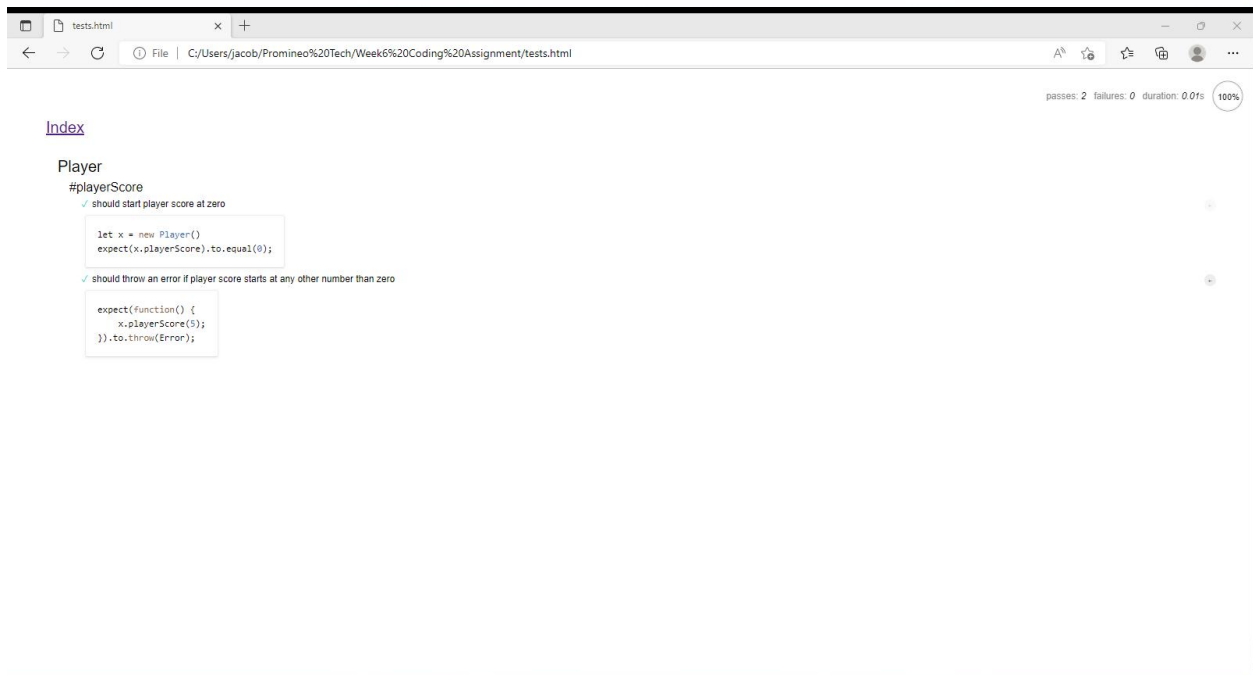 tests.html
File | C:/Users/jacob/Promineo%20Tech/Week6%20Coding%20Assignment/tests.html
passes: 2 failures: 0 duration: 0.01s 100%
Index
Player
#playerScore
✓ should start player score at zero
let x = new Player()
expect(x.playerScore).to.equal(0);
✓ should throw an error if player score starts at any other number than zero
expect(function() {
x.playerScore(5);
}).to.throw(Error);